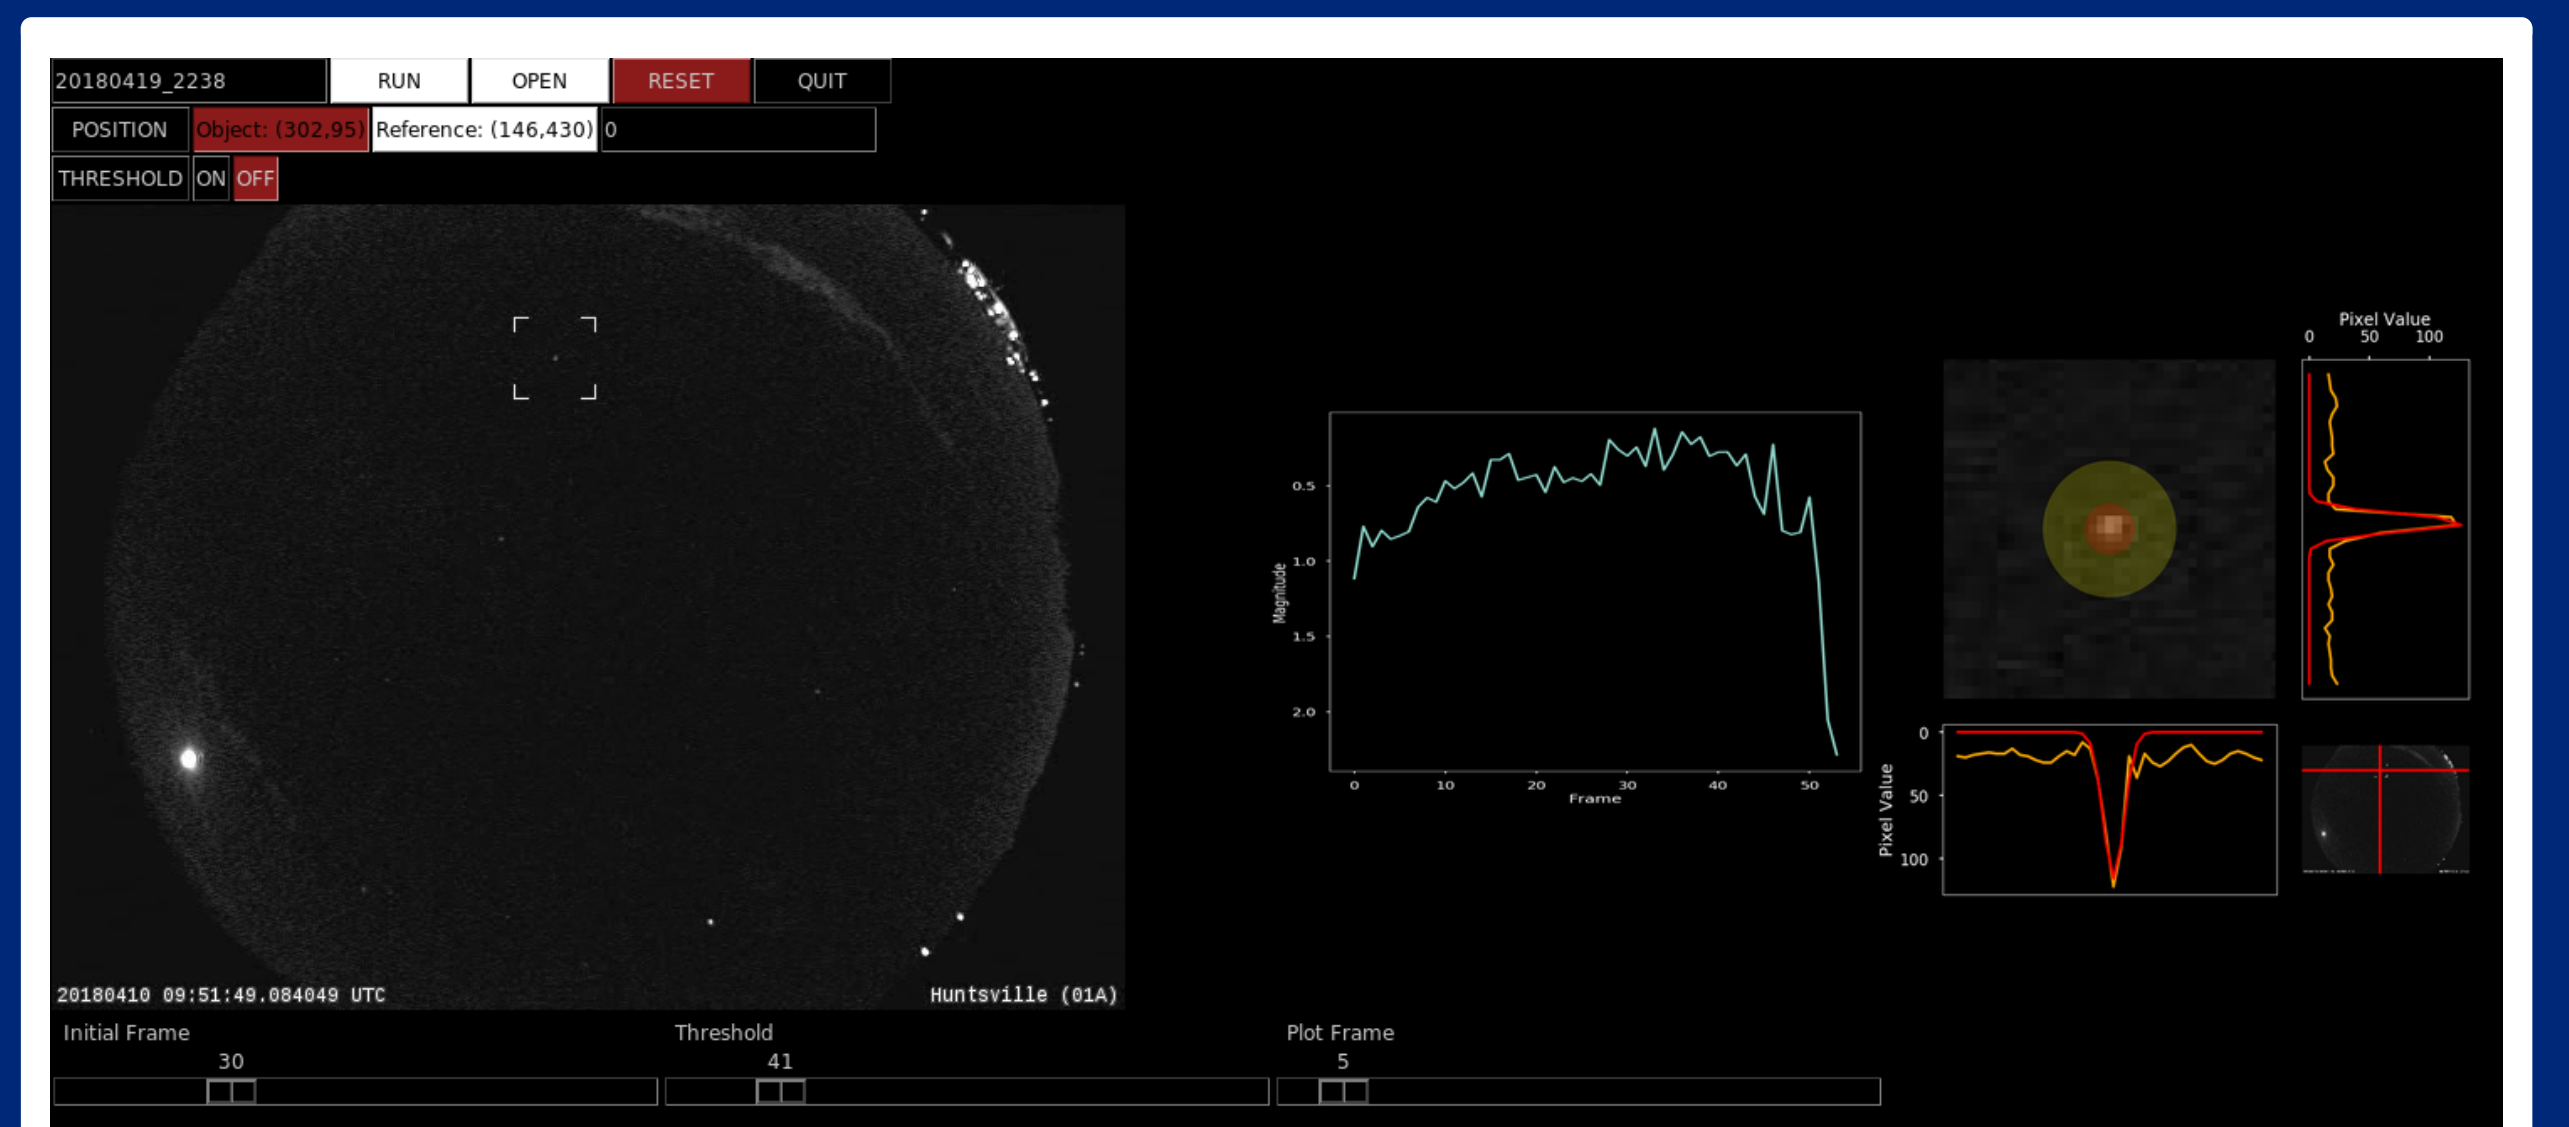 20180419_2238 RUN OPEN RESET QUIT
POSITION Object: (302,95) Reference: (146,430) 0
THRESHOLD ON OFF
20180410 09:51:49.084049 UTC
Huntsville (01A)
Magnitude
0.5
1.0
1.5
2.0
0 10 20 30 40 50
Frame
Pixel Value
0 50 100
Pixel Value
0
50
100
Initial Frame
30
Threshold
41
Plot Frame
5